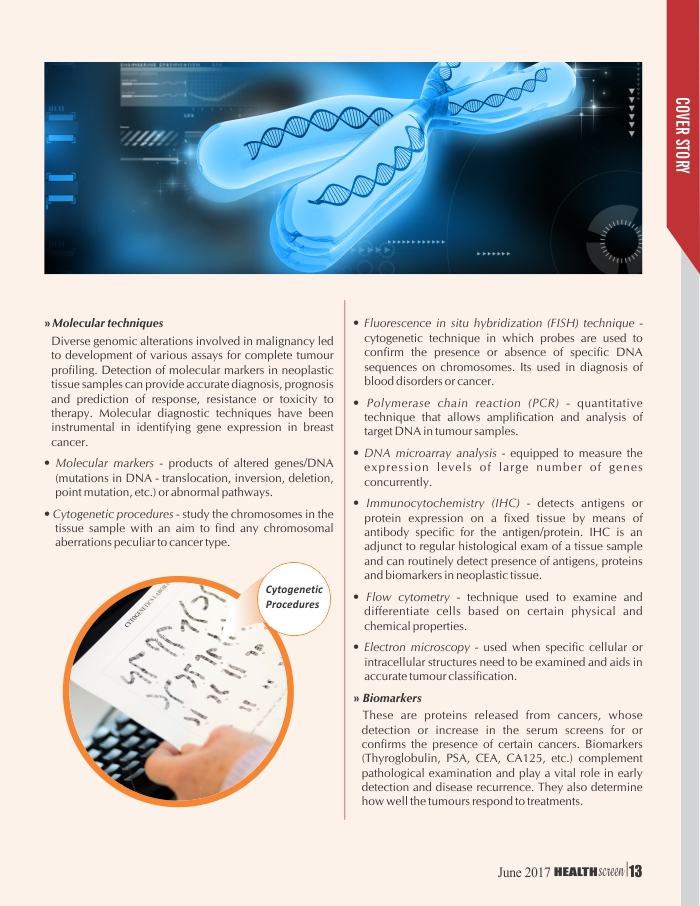 ENGINEERING SPECIFICATION
COVER STORY
» Molecular techniques
Diverse genomic alterations involved in malignancy led
to development of various assays for complete tumour
profiling. Detection of molecular markers in neoplastic
tissue samples can provide accurate diagnosis, prognosis
and prediction of response, resistance or toxicity to
therapy. Molecular diagnostic techniques have been
instrumental in identifying gene expression in breast
cancer.
• Molecular markers - products of altered genes/DNA
(mutations in DNA - translocation, inversion, deletion,
point mutation, etc.) or abnormal pathways.
• Cytogenetic procedures - study the chromosomes in the
tissue sample with an aim to find any chromosomal
aberrations peculiar to cancer type.
Cytogenetic
Procedures
• Fluorescence in situ hybridization (FISH) technique -
cytogenetic technique in which probes are used to
confirm the presence or absence of specific DNA
sequences on chromosomes. Its used in diagnosis of
blood disorders or cancer.
• Polymerase chain reaction (PCR) - quantitative
technique that allows amplification and analysis of
target DNA in tumour samples.
• DNA microarray analysis - equipped to measure the
expression levels of large number of genes
concurrently.
• Immunocytochemistry (IHC) - detects antigens or
protein expression on a fixed tissue by means of
antibody specific for the antigen/protein. IHC is an
adjunct to regular histological exam of a tissue sample
and can routinely detect presence of antigens, proteins
and biomarkers in neoplastic tissue.
• Flow cytometry - technique used to examine and
differentiate cells based on certain physical and
chemical properties.
• Electron microscopy - used when specific cellular or
intracellular structures need to be examined and aids in
accurate tumour classification.
» Biomarkers
These are proteins released from cancers, whose
detection or increase in the serum screens for or
confirms the presence of certain cancers. Biomarkers
(Thyroglobulin, PSA, CEA, CA125, etc.) complement
pathological examination and play a vital role in early
detection and disease recurrence. They also determine
how well the tumours respond to treatments.
June 2017 HEALTHscreen|13